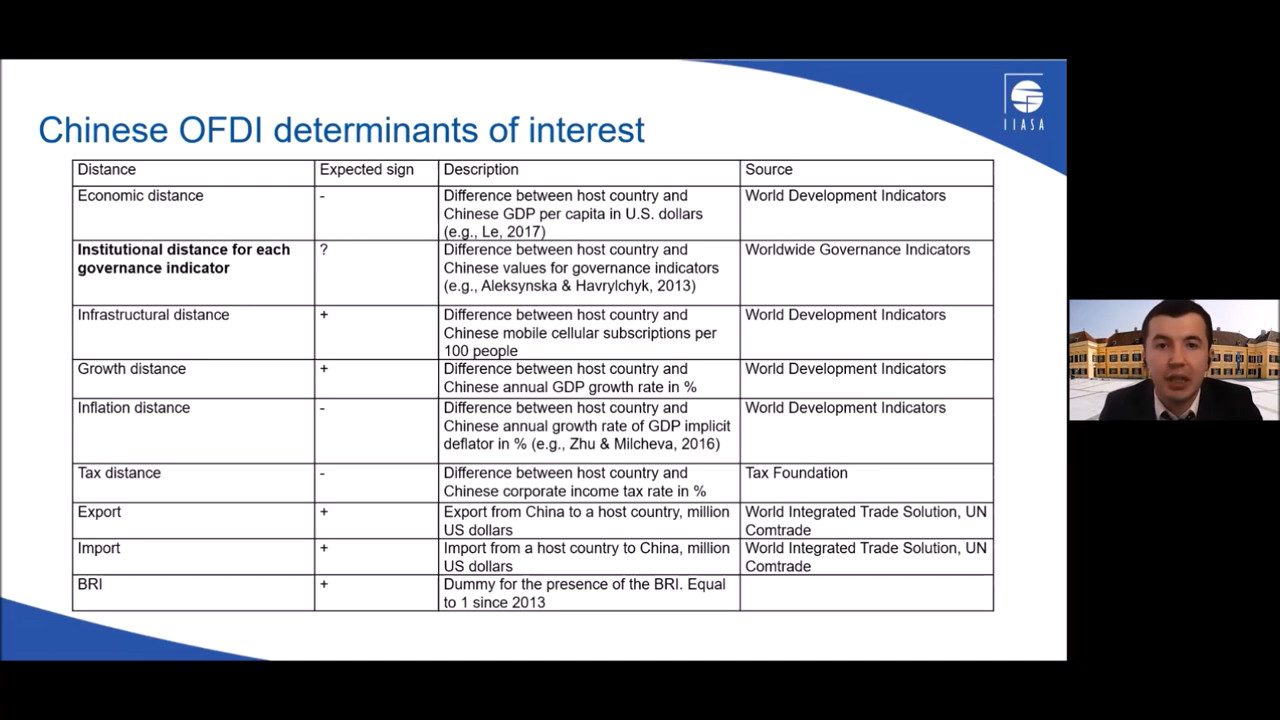 IIASA
Chinese OFDI determinants of interest
Distance Expected sign Description Source
Economic distance - Difference between host country and World Development Indicators
Chinese GDP per capita in U.S. dollars
(e.g., Le, 2017)
Institutional distance for each ? Difference between host country and Worldwide Governance Indicators
governance indicator Chinese values for governance indicators
(e.g., Aleksynska & Havrylchyk, 2013)
Infrastructural distance + Difference between host country and World Development Indicators
Chinese mobile cellular subscriptions per
100 people
Growth distance + Difference between host country and World Development Indicators
Chinese annual GDP growth rate in %
Inflation distance - Difference between host country and World Development Indicators
Chinese annual growth rate of GDP implicit
deflator in % (e.g., Zhu & Milcheva, 2016)
Tax distance - Difference between host country and Tax Foundation
Chinese corporate income tax rate in %
Export + Export from China to a host country, million World Integrated Trade Solution, UN
US dollars Comtrade
Import + Import from a host country to China, million World Integrated Trade Solution, UN
US dollars Comtrade
BRI + Dummy for the presence of the BRI. Equal
to 1 since 2013